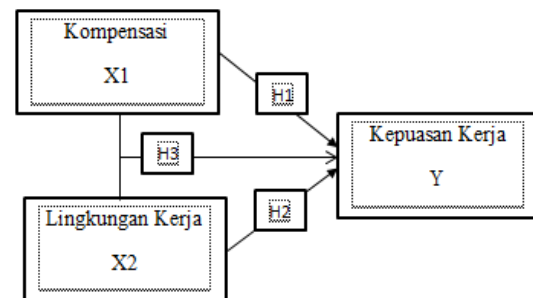 Kompensasi
X1
H1
Kepuasan Kerja
Y
H3
H2
Lingkungan Kerja
X2